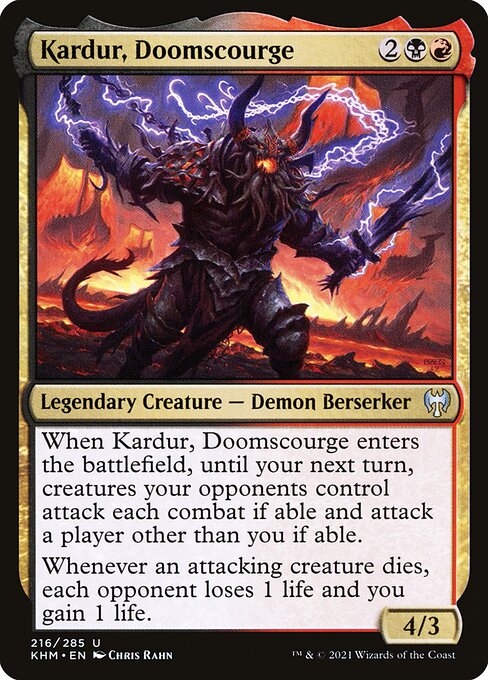 Kardur, Doomscourge 2
Legendary Creature — Demon Berserker
When Kardur, Doomscourge enters
the battlefield, until your next turn,
creatures your opponents control
attack each combat if able and attack
a player other than you if able.
Whenever an attacking creature dies,
each opponent loses 1 life and you
gain 1 life.
4/3
216/285 U
KHM • EN Chris Rahn
™ & © 2021 Wizards of the Coast